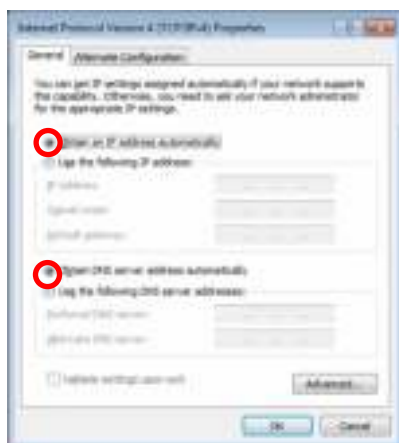 Internet Protocol Version 4 (TCP/IPv4) Properties
General
Alternate Configuration
You can get IP settings assigned automatically if your network supports
this capability. Otherwise, you need to ask your network administrator
for the appropriate IP settings.
Obtain an IP address automatically
Use the following IP address:
IP address:
Subnet mask:
Default gateway:
Obtain DNS server address automatically
Use the following DNS server addresses:
Preferred DNS server:
Alternate DNS server:
Validate settings upon exit
Advanced...
OK
Cancel